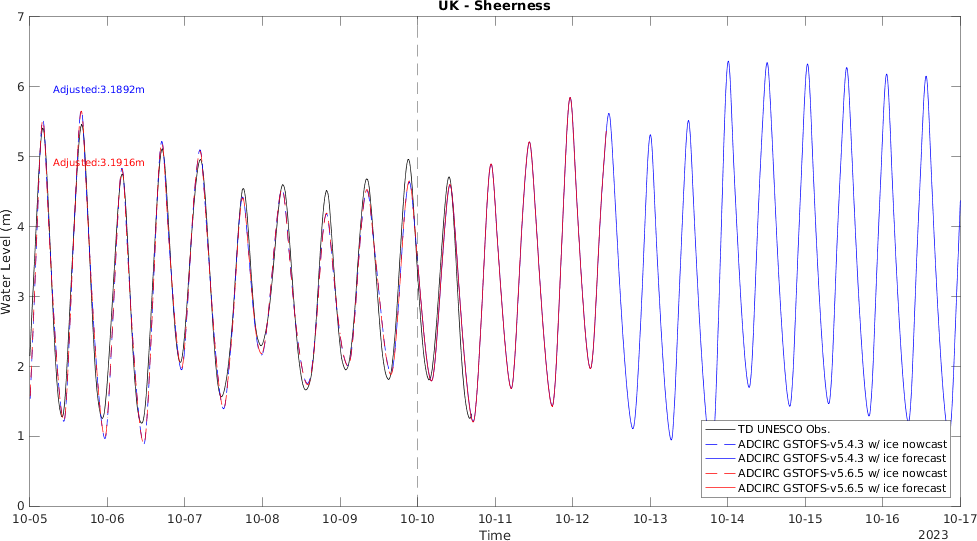 UK - Sheerness
7
6
5
4
3
2
1
0
Water Level (m)
Adjusted:3.1892m
Adjusted:3.1916m
TD UNESCO Obs.
ADCIRC GSTOFS-v5.4.3 w/ ice nowcast
ADCIRC GSTOFS-v5.4.3 w/ ice forecast
ADCIRC GSTOFS-v5.6.5 w/ ice nowcast
ADCIRC GSTOFS-v5.6.5 w/ ice forecast
10-05 10-06 10-07 10-08 10-09 10-10 10-11 10-12 10-13 10-14 10-15 10-16 10-17
Time
2023